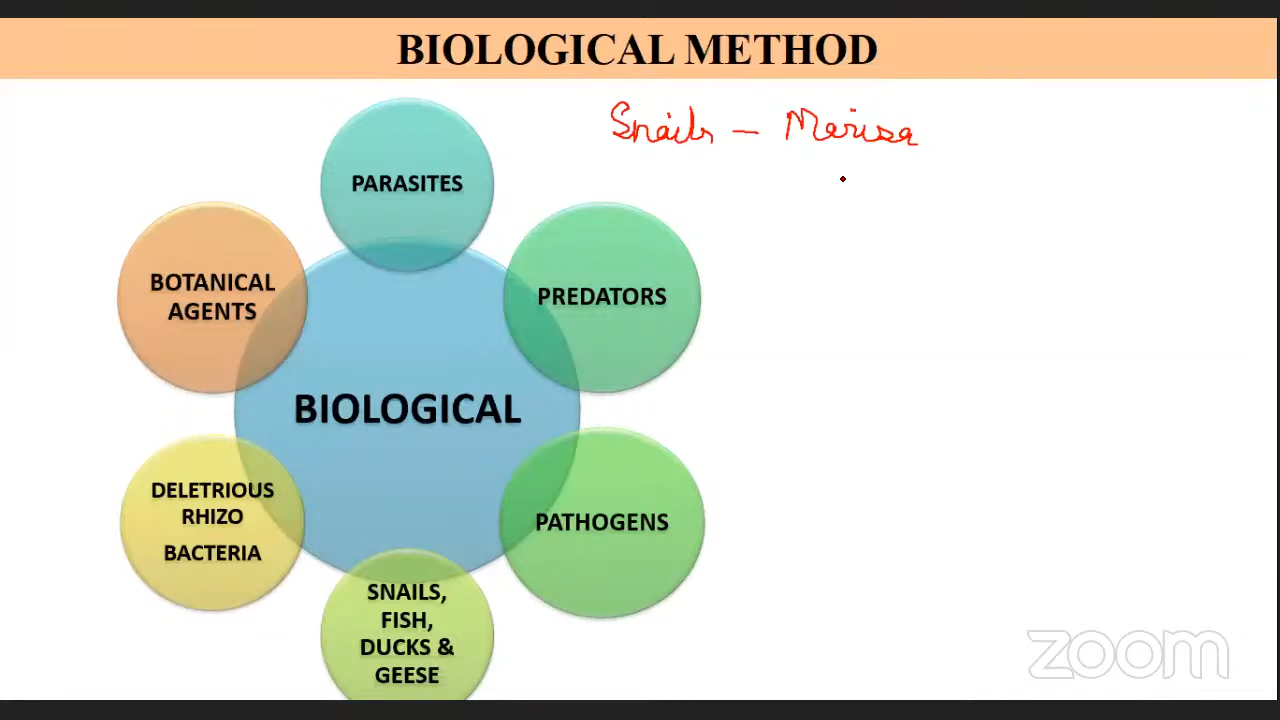 BIOLOGICAL METHOD
Snails – Marisa
PARASITES
BOTANICAL
AGENTS
PREDATORS
BIOLOGICAL
DELETRIOUS
RHIZO
BACTERIA
PATHOGENS
SNAILS,
FISH,
DUCKS &
GEESE
zoom